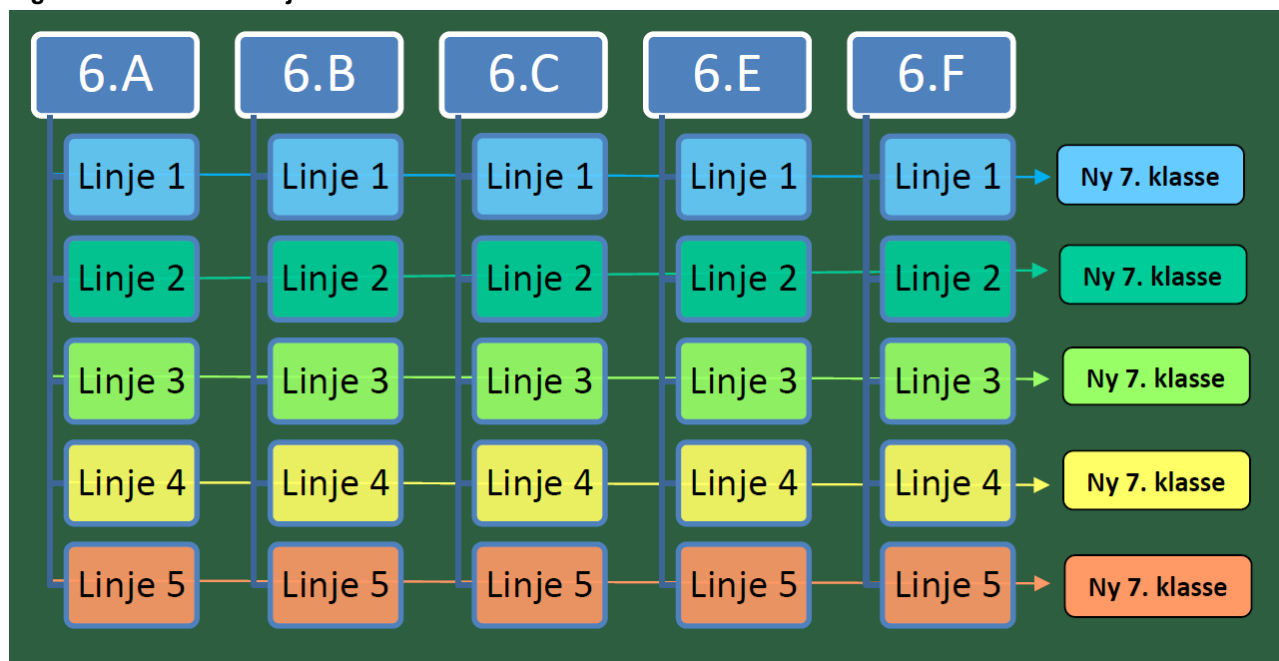 6.A 6.B 6.C 6.E 6.F
Linje 1 Linje 1 Linje 1 Linje 1 Linje 1 Ny 7. klasse
Linje 2 Linje 2 Linje 2 Linje 2 Linje 2 Ny 7. klasse
Linje 3 Linje 3 Linje 3 Linje 3 Linje 3 Ny 7. klasse
Linje 4 Linje 4 Linje 4 Linje 4 Linje 4 Ny 7. klasse
Linje 5 Linje 5 Linje 5 Linje 5 Linje 5 Ny 7. klasse